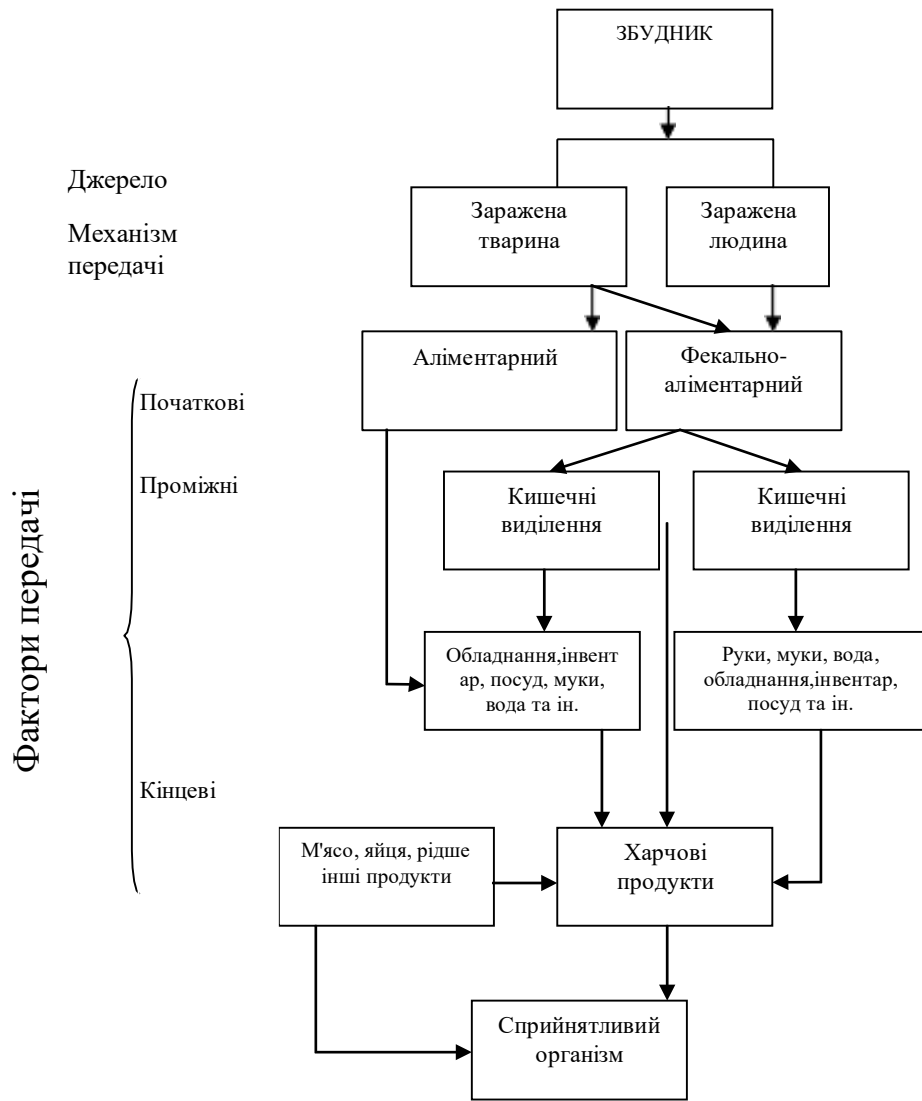 ЗБУДНИК
Джерело
Механізм
передачі
Заражена
тварина
Заражена
людина
Аліментарний
Фекально-
аліментарний
Фактори передачі
Початкові
Проміжні
Кінцеві
Кишечні
виділення
Кишечні
виділення
Обладнання,інвент
ар, посуд, муки,
вода та ін.
Руки, муки, вода,
обладнання,інвентар,
посуд та ін.
М'ясо, яйця, рідше
інші продукти
Харчові
продукти
Сприйнятливий
організм